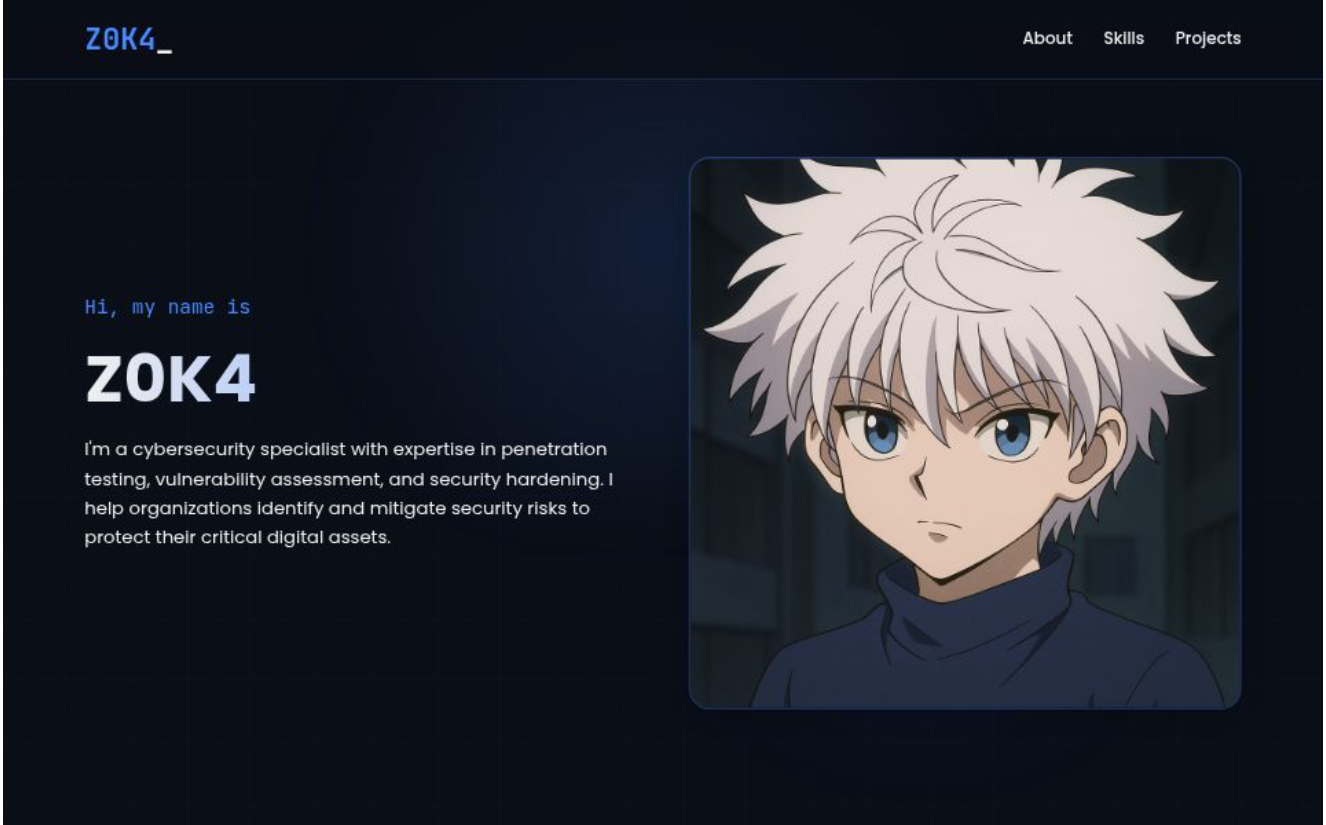 Z0K4_
About Skills Projects
Hi, my name is
Z0K4
I'm a cybersecurity specialist with expertise in penetration
testing, vulnerability assessment, and security hardening. I
help organizations identify and mitigate security risks to
protect their critical digital assets.